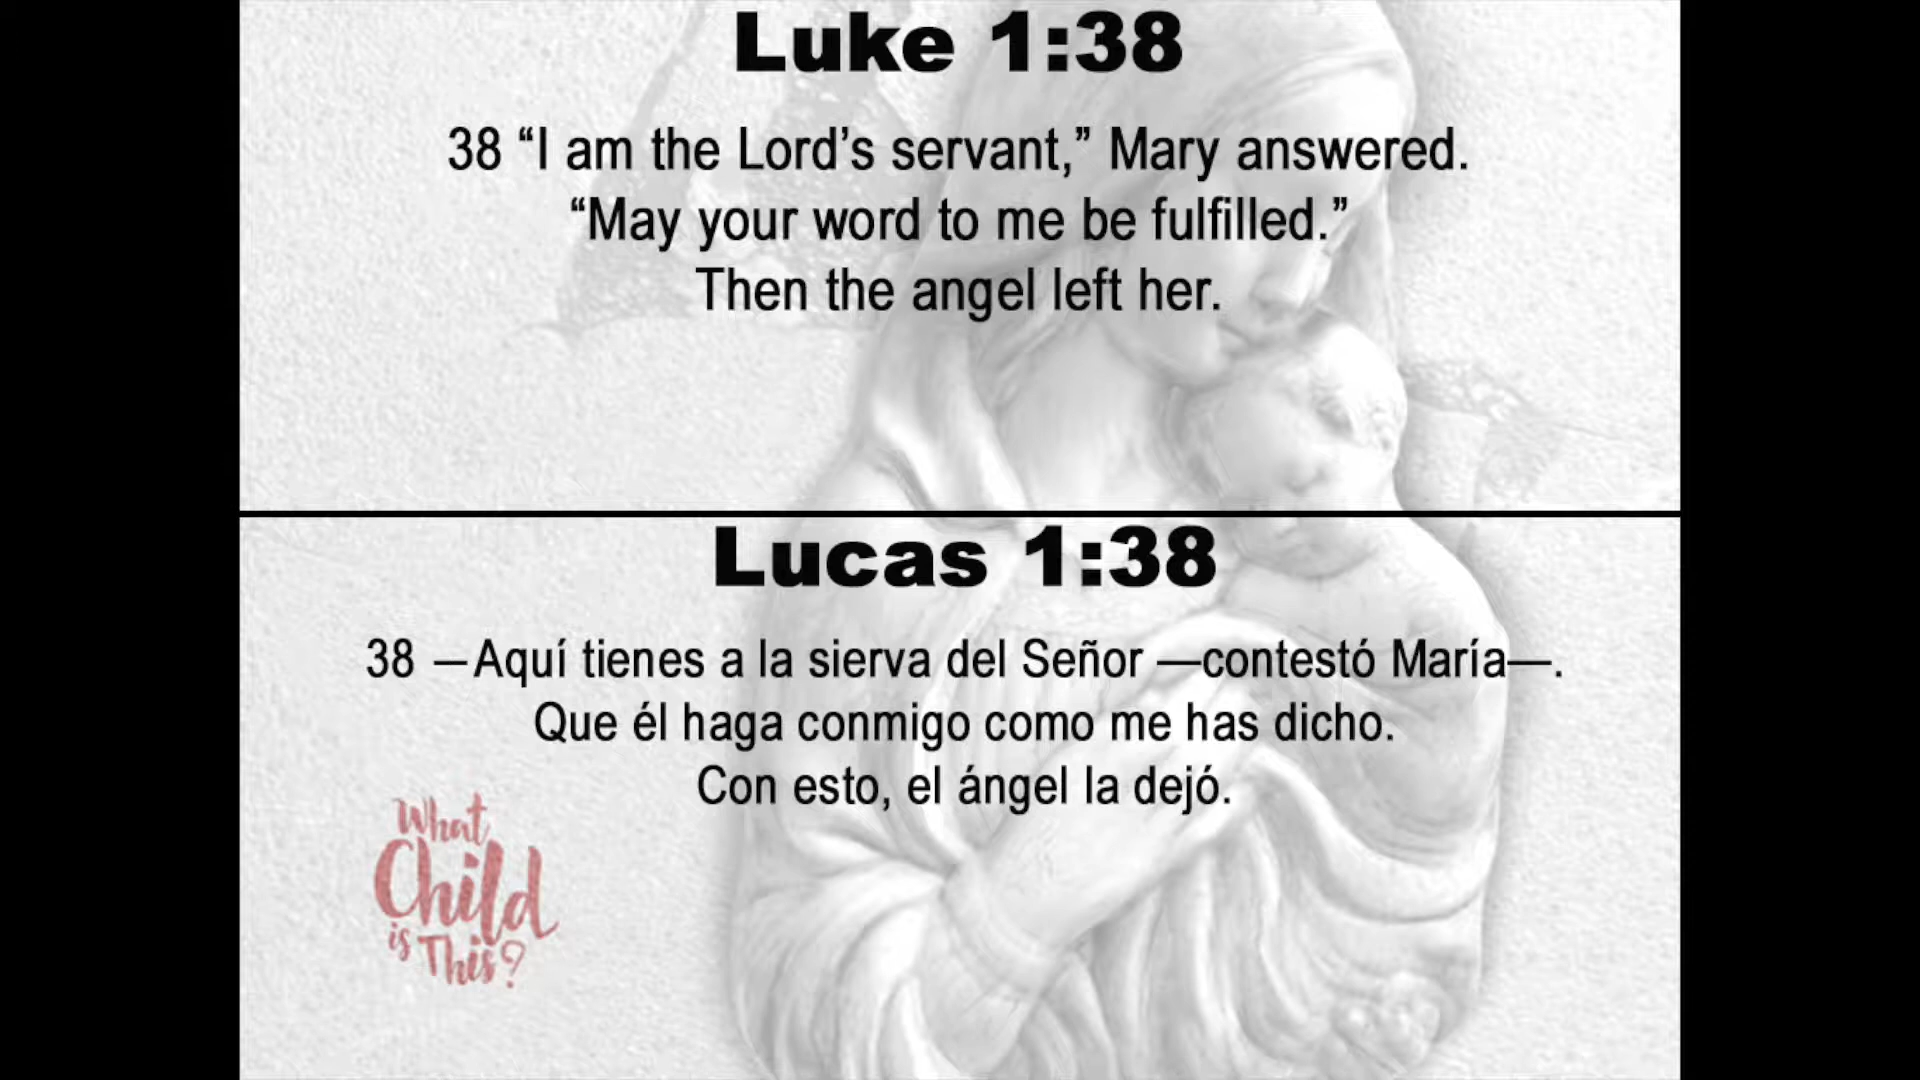 Luke 1:38
38 “I am the Lord’s servant,” Mary answered.
“May your word to me be fulfilled.”
Then the angel left her.
Lucas 1:38
38 —Aquí tienes a la sierva del Señor —contestó María—.
Que él haga conmigo como me has dicho.
Con esto, el ángel la dejó.
What
Child
is This?